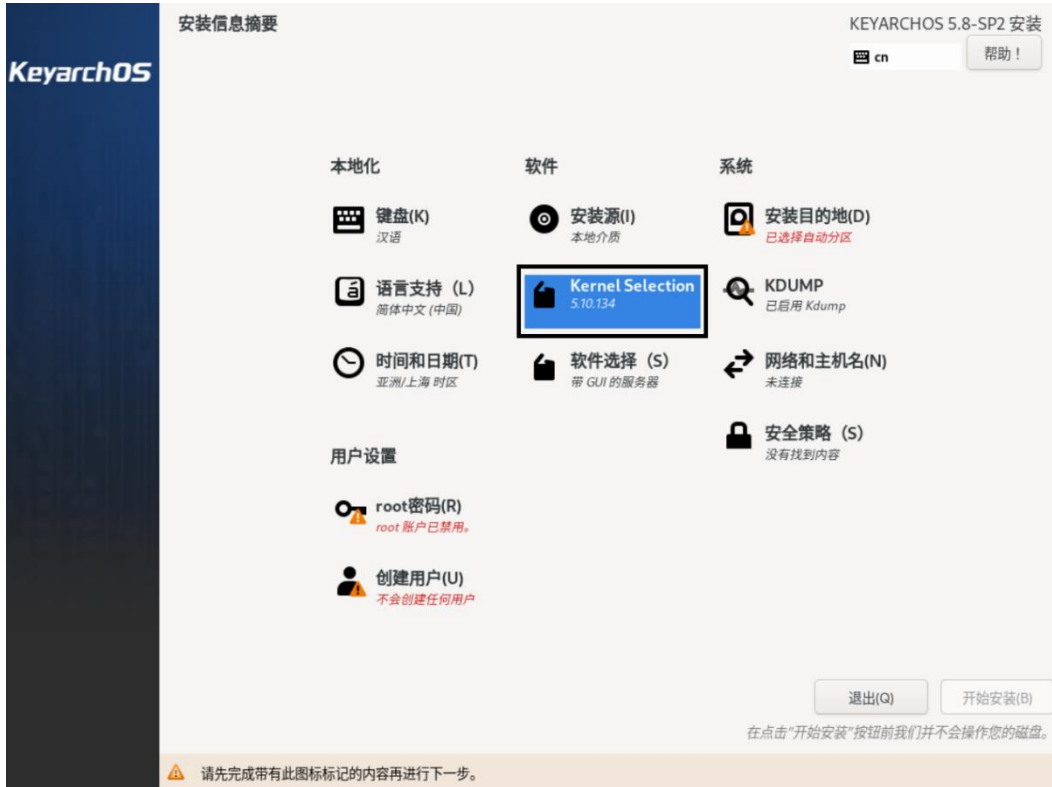 安装信息摘要
KEYARCHOS 5.8-SP2 安装
cn
帮助！
KeyarchOS
本地化
软件
系统
键盘(K)
汉语
安装源(I)
本地介质
安装目的地(D)
已选择自动分区
语言支持（L）
简体中文 (中国)
Kernel Selection
5.10.134
KDUMP
已启用 Kdump
时间和日期(T)
亚洲/上海 时区
软件选择（S）
带 GUI 的服务器
网络和主机名(N)
未连接
安全策略（S）
没有找到内容
用户设置
root密码(R)
root 账户已禁用。
创建用户(U)
不会创建任何用户
退出(Q)
开始安装(B)
在点击"开始安装"按钮前我们并不会操作您的磁盘。
请先完成带有此图标标记的内容再进行下一步。